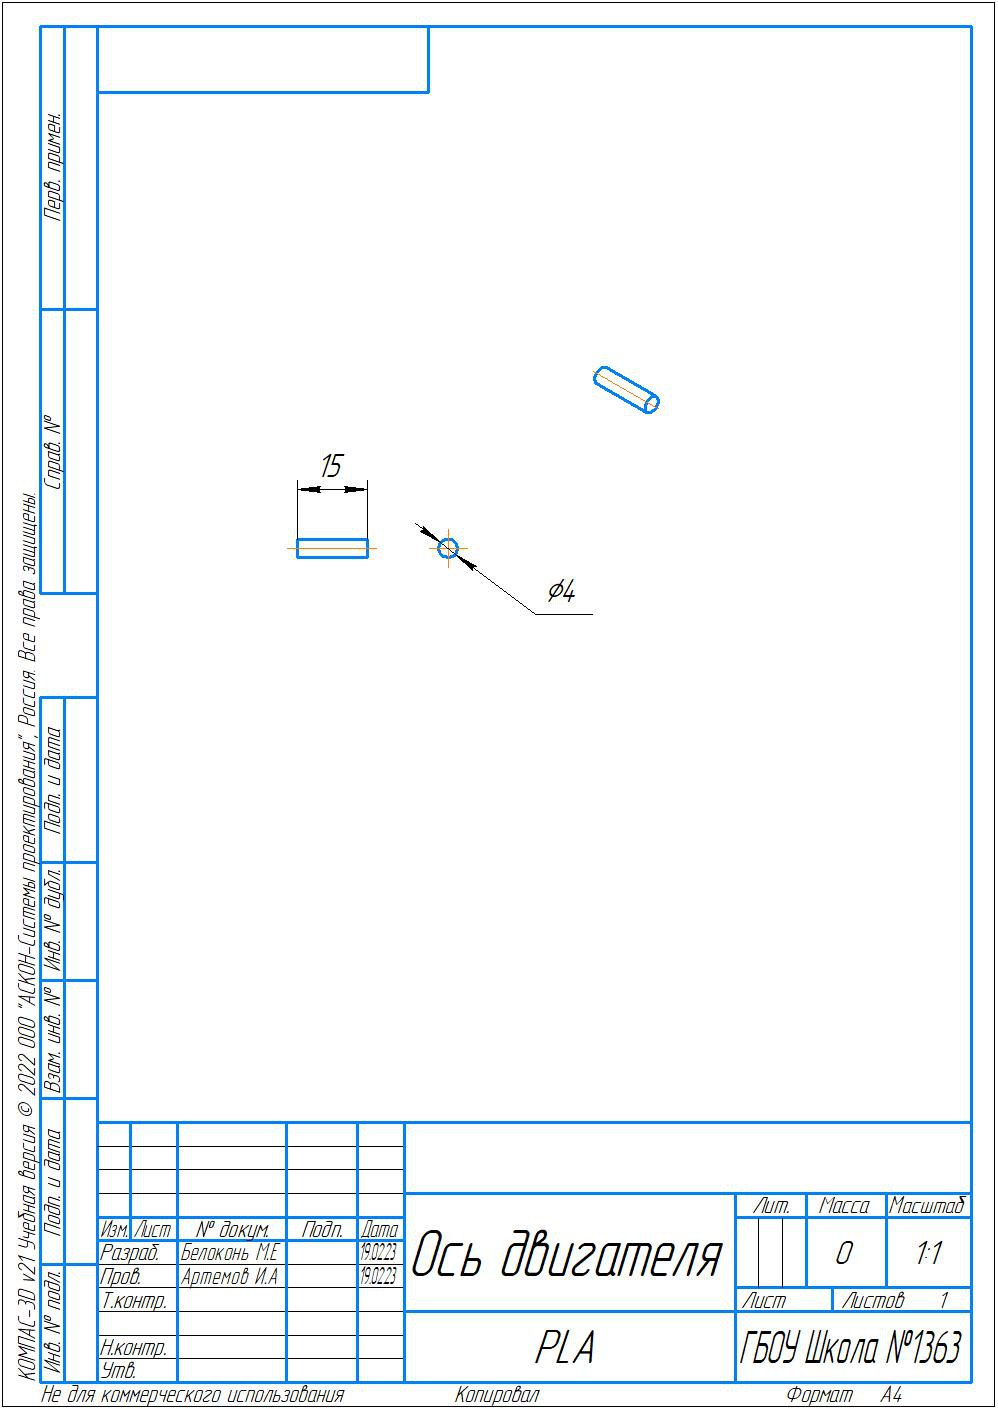 Перв. примен.
Справ. №
15
⌀4
Подп. и дата
Инв. № дубл.
Взам. инв. №
Подп. и дата
Инв. № подл.
КОМПАС-3D v21 Учебная версия © 2022 ООО "АСКОН-Системы проектирования", Россия. Все права защищены.
Изм. Лист № докум. Подп. Дата
Разраб. Белоконь М.Е 19.02.23
Пров. Артемов И.А 19.02.23
Т.контр.
Н.контр.
Утв.
Ось двигателя
PLA
Лит. Масса Масштаб
0 1:1
Лист Листов 1
ГБОУ Школа №1363
Не для коммерческого использования Копировал Формат A4